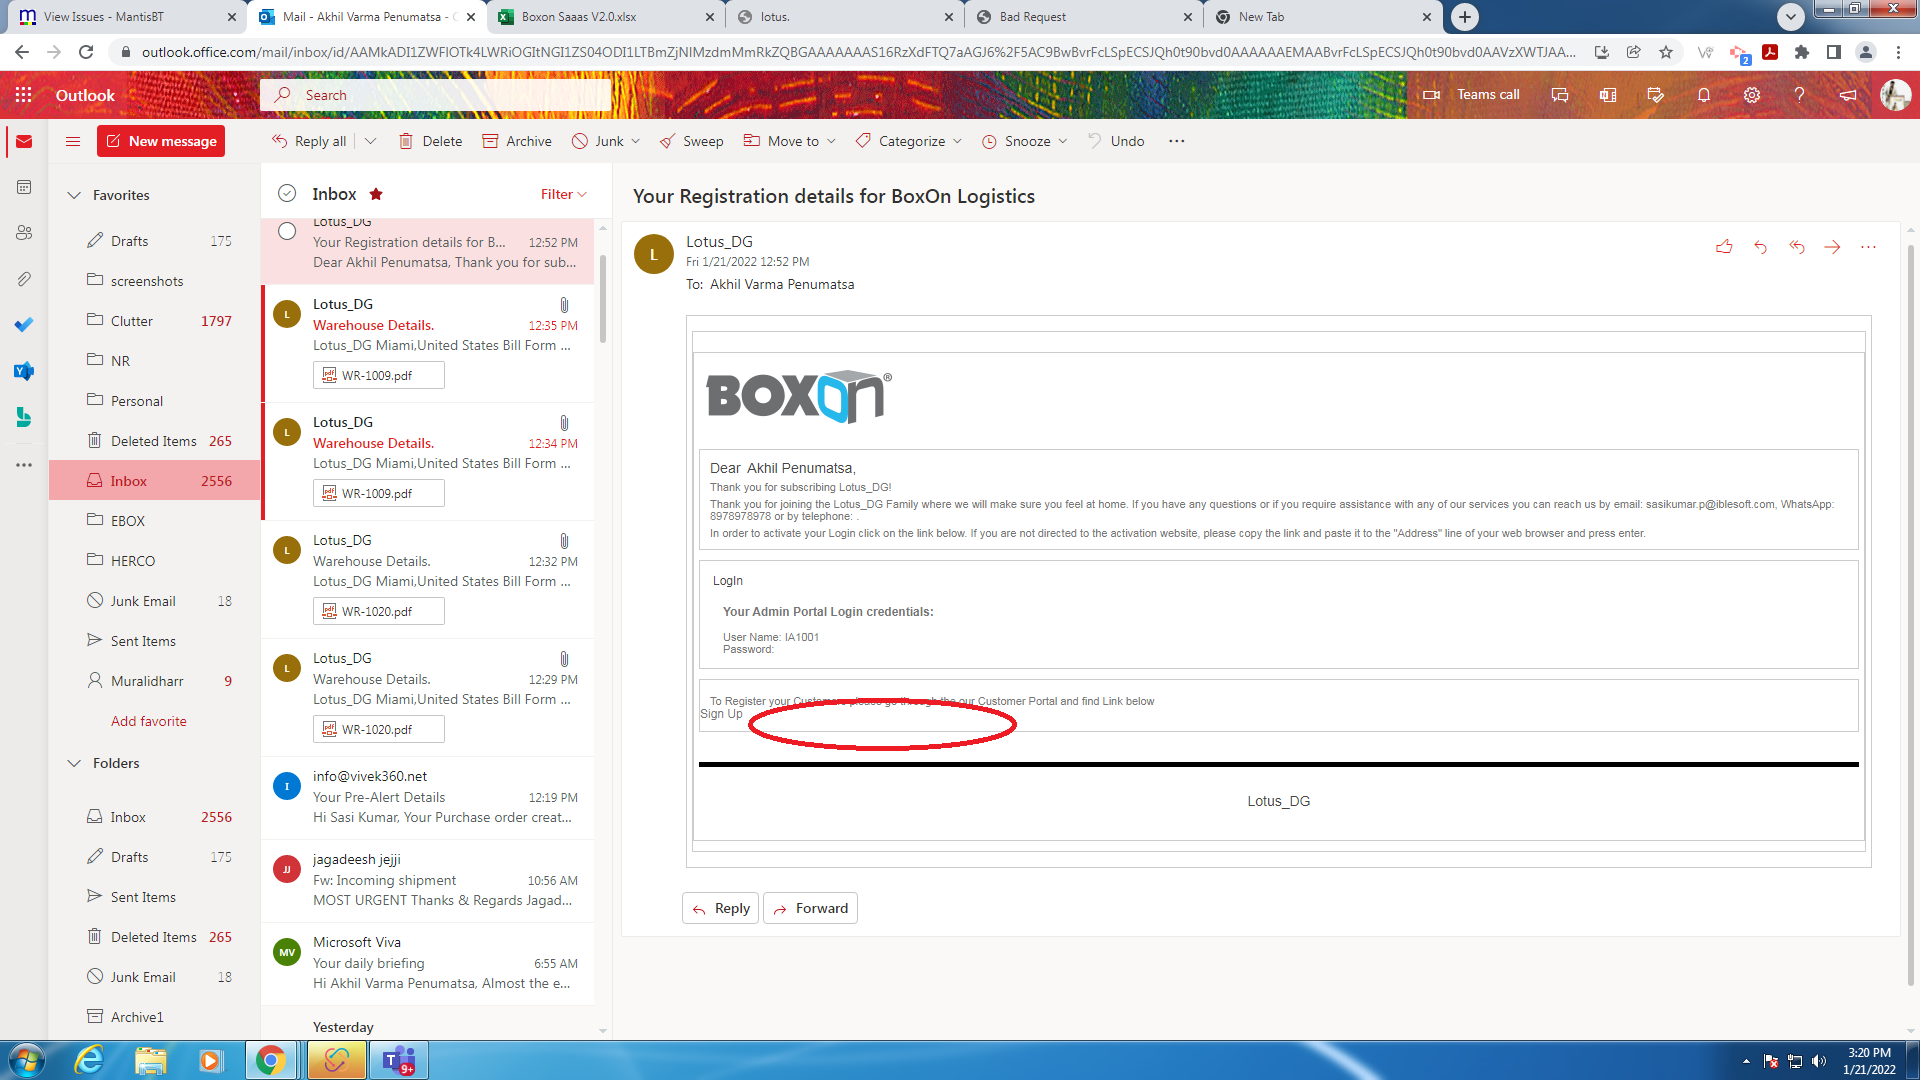 View Issues - MantisBT
Mail - Akhil Varma Penumatsa - O
Boxon Saaas V2.0.xlsx
lotus.
Bad Request
New Tab
Outlook
Search
Teams call
New message
Reply all
Delete
Archive
Junk
Sweep
Move to
Categorize
Snooze
Undo
Favorites
Drafts 175
screenshots
Clutter 1797
NR
Personal
Deleted Items 265
Inbox 2556
EBOX
HERCO
Junk Email 18
Sent Items
Muralidharr 9
Add favorite
Folders
Inbox 2556
Drafts 175
Sent Items
Deleted Items 265
Junk Email 18
Archive1
Inbox
Filter
Lotus_DG
Your Registration details for B... 12:52 PM
Dear Akhil Penumatsa, Thank you for sub...
L
Lotus_DG
Warehouse Details. 12:35 PM
Lotus_DG Miami,United States Bill Form ...
WR-1009.pdf
L
Lotus_DG
Warehouse Details. 12:34 PM
Lotus_DG Miami,United States Bill Form ...
WR-1009.pdf
L
Lotus_DG
Warehouse Details. 12:32 PM
Lotus_DG Miami,United States Bill Form ...
WR-1020.pdf
L
Lotus_DG
Warehouse Details. 12:29 PM
Lotus_DG Miami,United States Bill Form ...
WR-1020.pdf
I
info@vivek360.net
Your Pre-Alert Details 12:19 PM
Hi Sasi Kumar, Your Purchase order creat...
JJ
jagadeesh jejji
Fw: Incoming shipment 10:56 AM
MOST URGENT Thanks & Regards Jagad...
MV
Microsoft Viva
Your daily briefing 6:55 AM
Hi Akhil Varma Penumatsa, Almost the e...
Yesterday
Your Registration details for BoxOn Logistics
L
Lotus_DG
Fri 1/21/2022 12:52 PM
To: Akhil Varma Penumatsa
BOXON®
Dear Akhil Penumatsa,
Thank you for subscribing Lotus_DG!
Thank you for joining the Lotus_DG Family where we will make sure you feel at home. If you have any questions or if you require assistance with any of our services you can reach us by email: sasikumar.p@iblesoft.com, WhatsApp:
8978978978 or by telephone: .
In order to activate your Login click on the link below. If you are not directed to the activation website, please copy the link and paste it to the "Address" line of your web browser and press enter.
LogIn
Your Admin Portal Login credentials:
User Name: IA1001
Password:
To Register your Customers please go through the our Customer Portal and find Link below
Sign Up
Lotus_DG
Reply
Forward
9+
3:20 PM
1/21/2022